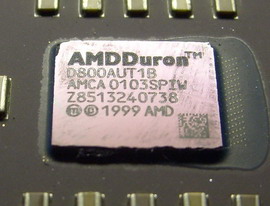 AMDDuron™
D800AUT1B
AMCA 0103SPIW
Z8513240738
Ⓜ © 1999 AMD